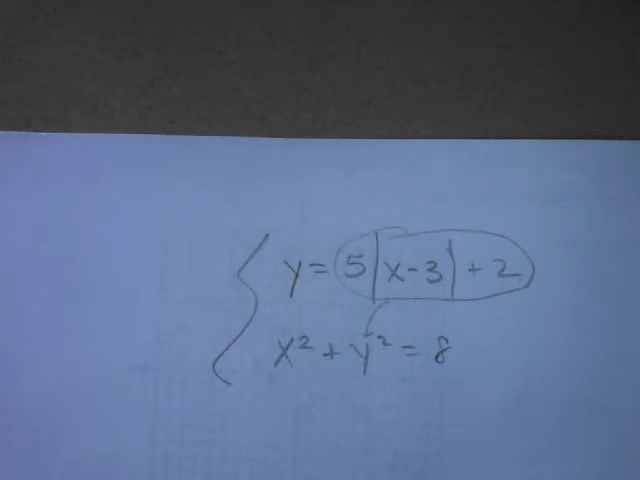 y = 5|x-3| + 2
x² + y² = 8